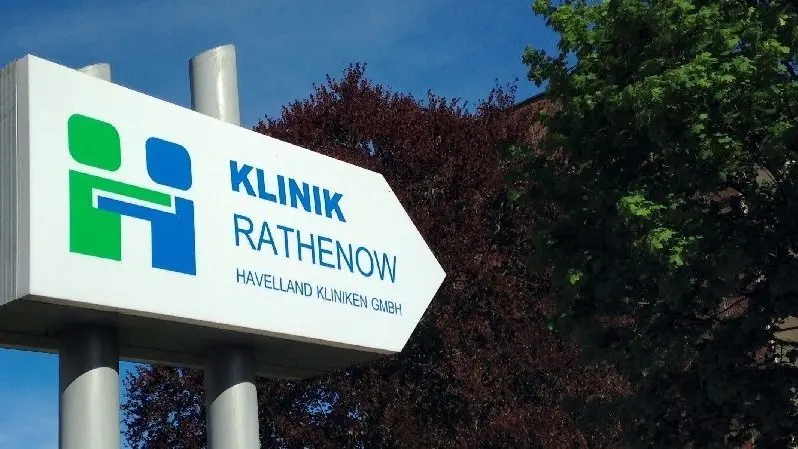 KLINIK
RATHENOW
HAVELLAND KLINIKEN GMBH